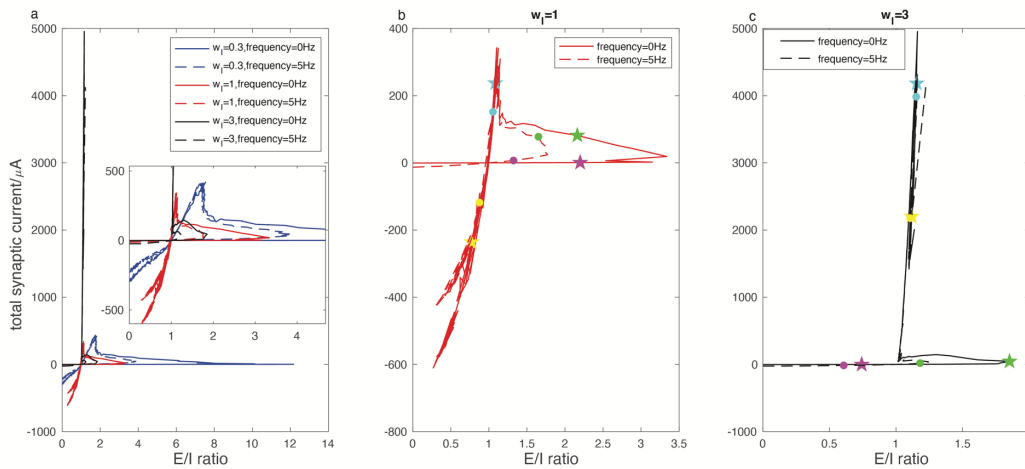 a
w_I=0.3,frequency=0Hz
w_I=0.3,frequency=5Hz
w_I=1,frequency=0Hz
w_I=1,frequency=5Hz
w_I=3,frequency=0Hz
w_I=3,frequency=5Hz
total synaptic current/μA
5000
4000
3000
2000
1000
0
-1000
500
0
-500
0 1 2 3 4
0 2 4 6 8 10 12 14
E/I ratio
b
w_I=1
frequency=0Hz
frequency=5Hz
400
200
0
-200
-400
-600
-800
0 0.5 1 1.5 2 2.5 3 3.5
E/I ratio
c
w_I=3
frequency=0Hz
frequency=5Hz
5000
4000
3000
2000
1000
0
-1000
0 0.5 1 1.5
E/I ratio